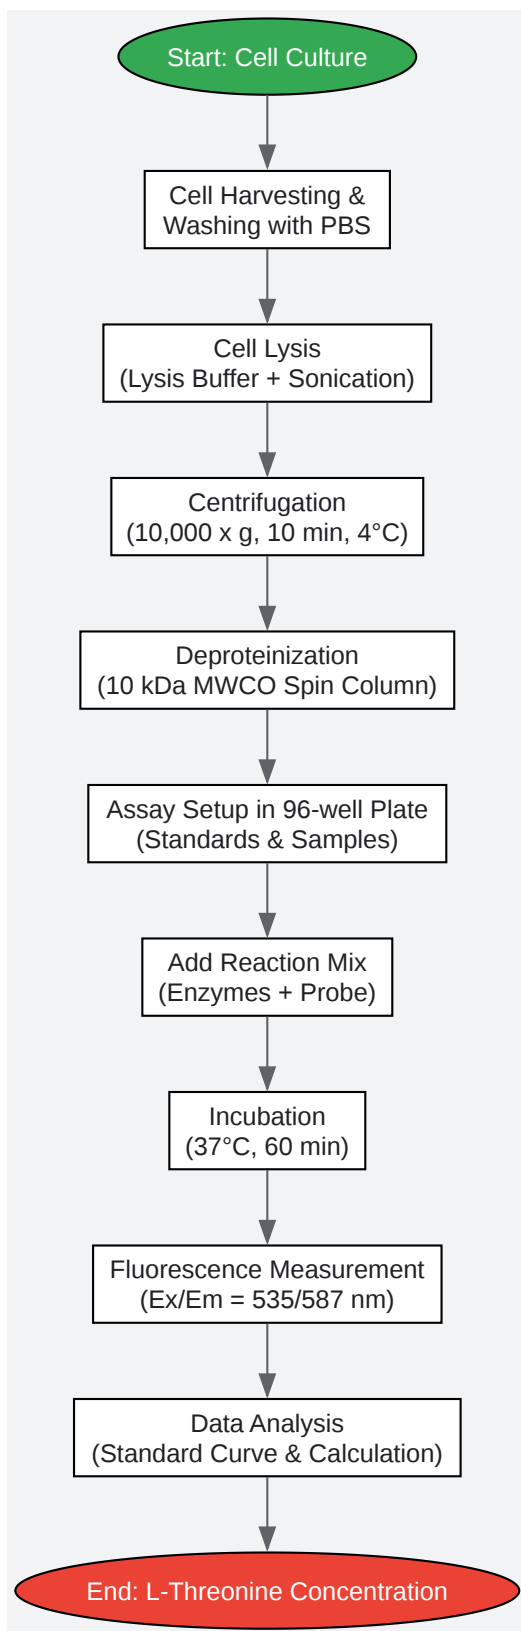 Start: Cell Culture
Cell Harvesting &
Washing with PBS
Cell Lysis
(Lysis Buffer + Sonication)
Centrifugation
(10,000 x g, 10 min, 4°C)
Deproteinization
(10 kDa MWCO Spin Column)
Assay Setup in 96-well Plate
(Standards & Samples)
Add Reaction Mix
(Enzymes + Probe)
Incubation
(37°C, 60 min)
Fluorescence Measurement
(Ex/Em = 535/587 nm)
Data Analysis
(Standard Curve & Calculation)
End: L-Threonine Concentration